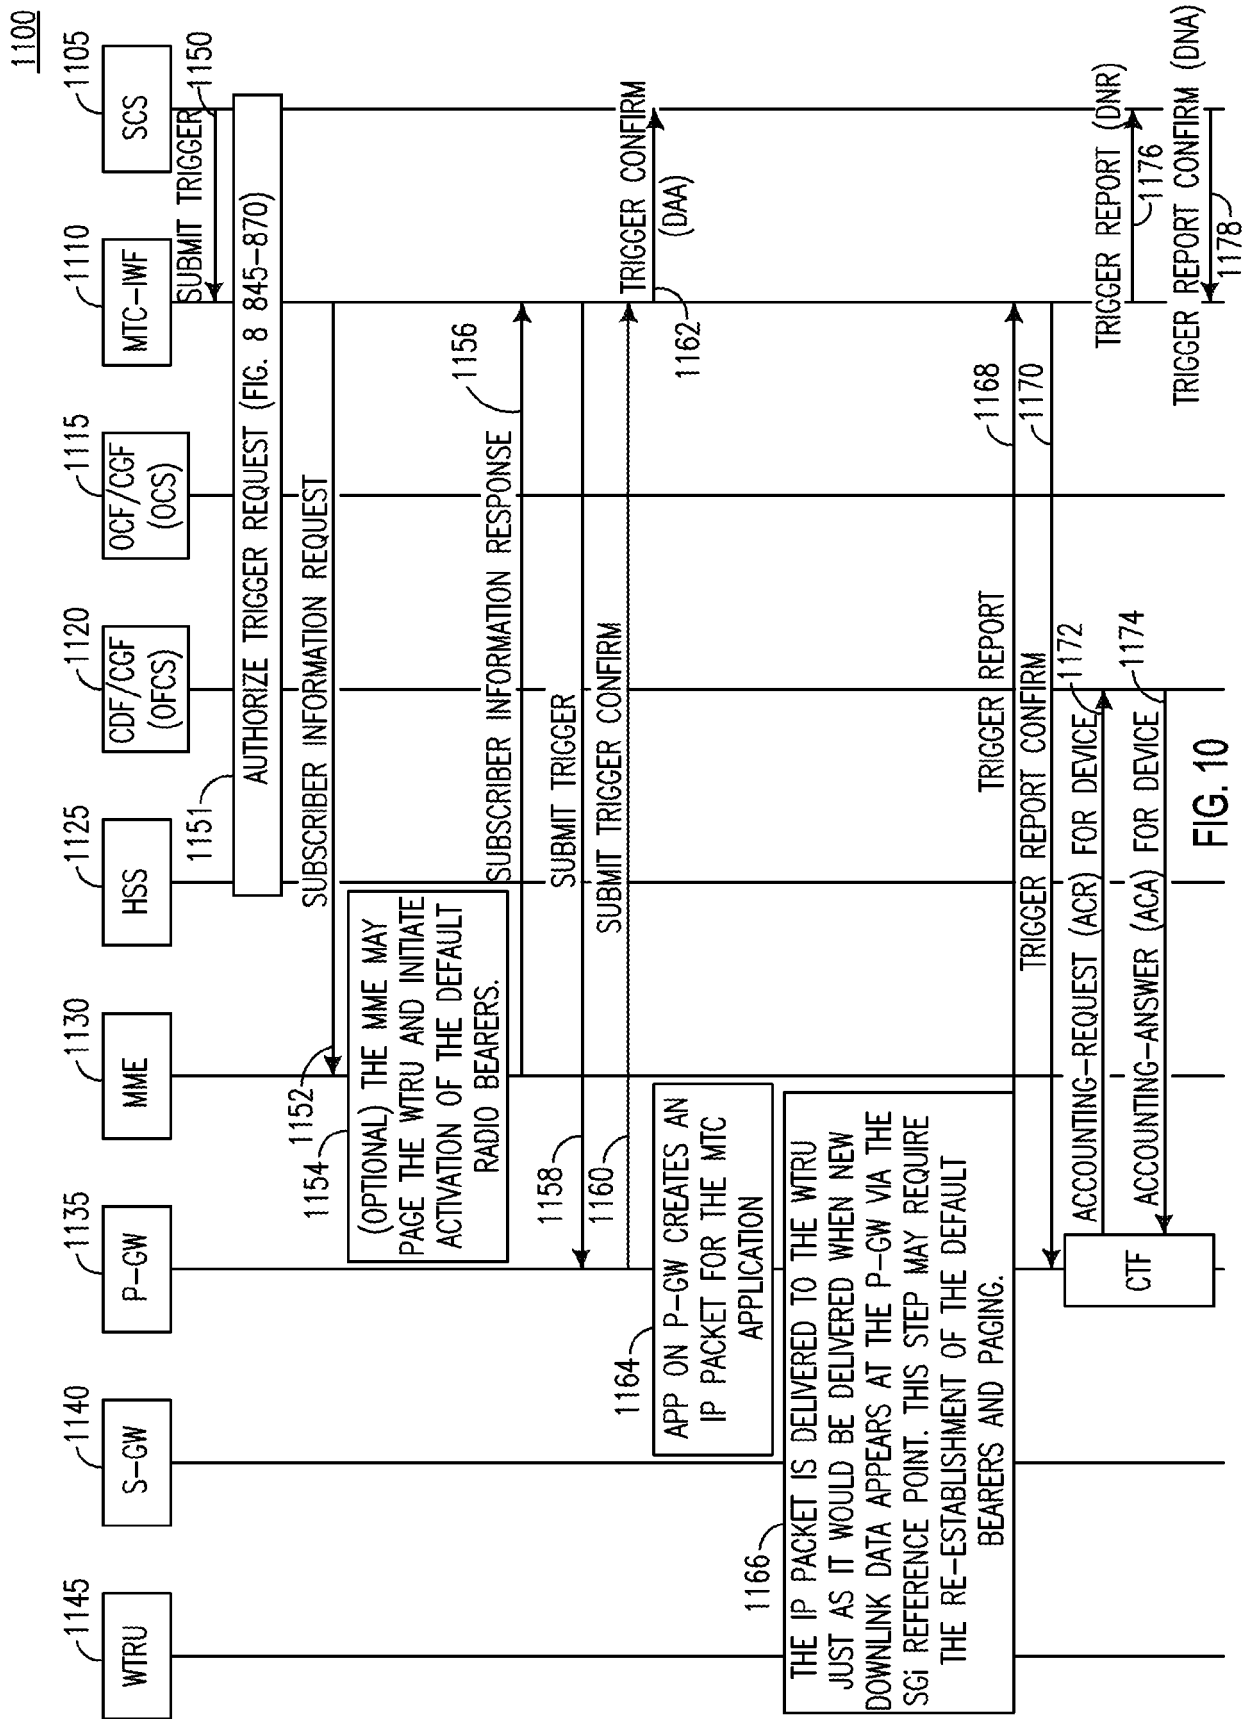 1100
1145
1140
1135
1130
1125
1120
1115
1110
1105
WTRU
S-GW
P-GW
MME
HSS
CDF/CGF
(OFCS)
OCF/CGF
(OCS)
MTC-IWF
SCS
SUBMIT TRIGGER
1150
1151
AUTHORIZE TRIGGER REQUEST (FIG. 8 845-870)
SUBSCRIBER INFORMATION REQUEST
1152
1154
(OPTIONAL) THE MME MAY
PAGE THE WTRU AND INITIATE
ACTIVATION OF THE DEFAULT
RADIO BEARERS.
SUBSCRIBER INFORMATION RESPONSE
1156
SUBMIT TRIGGER
1158
SUBMIT TRIGGER CONFIRM
1160
TRIGGER CONFIRM
(DAA)
1162
1164
APP ON P-GW CREATES AN
IP PACKET FOR THE MTC
APPLICATION
1166
THE IP PACKET IS DELIVERED TO THE WTRU
JUST AS IT WOULD BE DELIVERED WHEN NEW
DOWNLINK DATA APPEARS AT THE P-GW VIA THE
SGi REFERENCE POINT. THIS STEP MAY REQUIRE
THE RE-ESTABLISHMENT OF THE DEFAULT
BEARERS AND PAGING.
TRIGGER REPORT
1168
TRIGGER REPORT CONFIRM
1170
CTF
ACCOUNTING-REQUEST (ACR) FOR DEVICE
1172
ACCOUNTING-ANSWER (ACA) FOR DEVICE
1174
TRIGGER REPORT (DNR)
1176
TRIGGER REPORT CONFIRM (DNA)
1178
FIG. 10